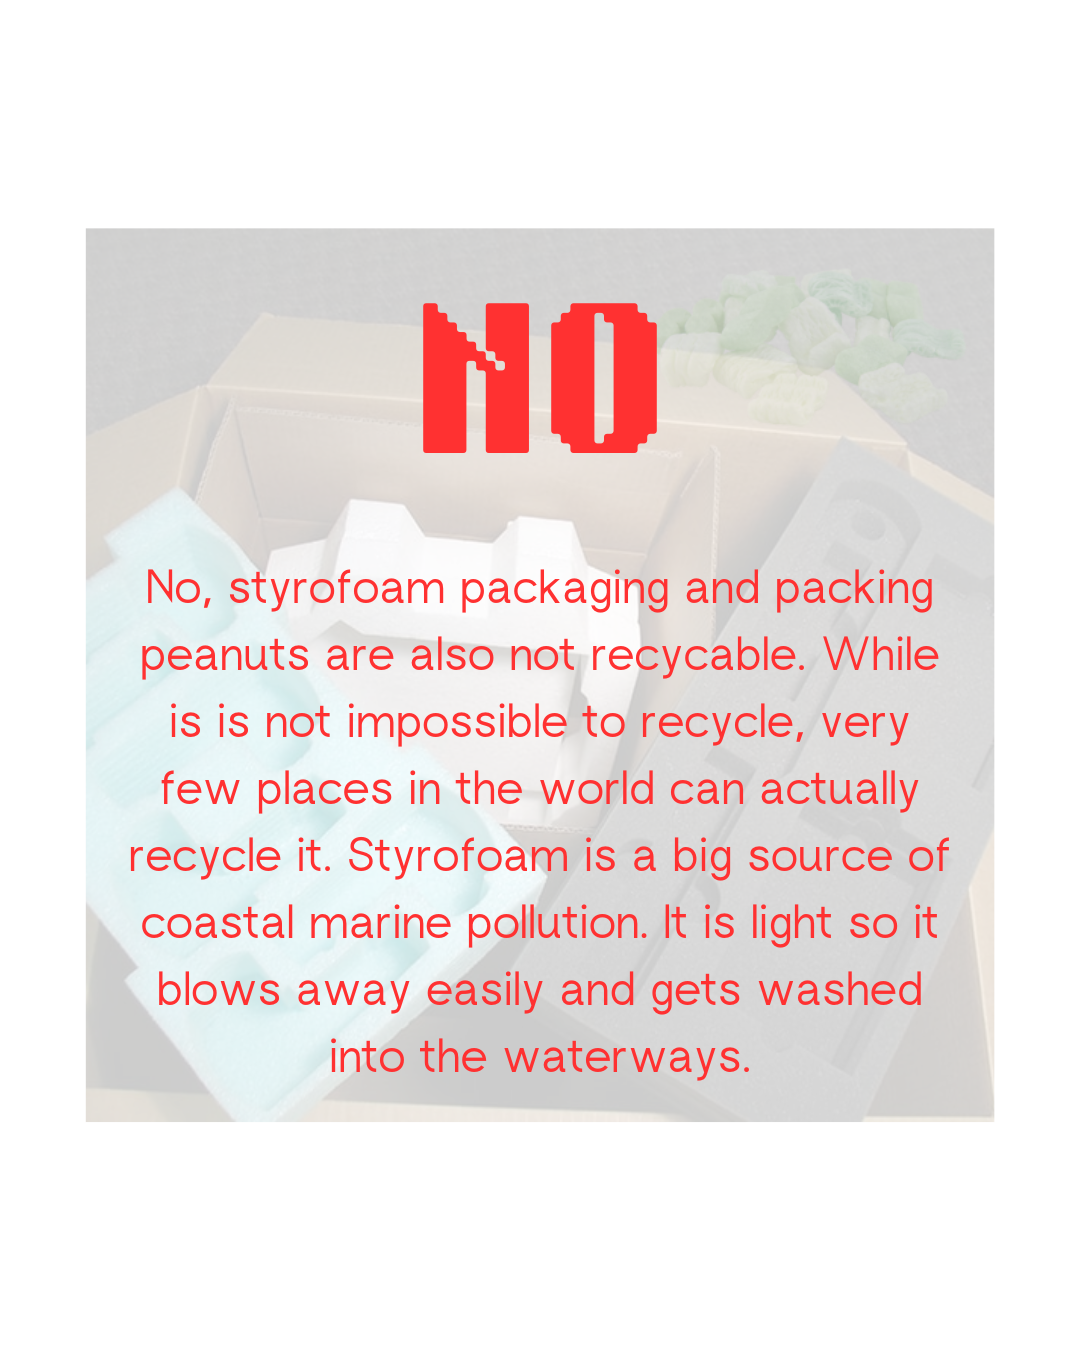 NO
No, styrofoam packaging and packing
peanuts are also not recycable. While
is is not impossible to recycle, very
few places in the world can actually
recycle it. Styrofoam is a big source of
coastal marine pollution. It is light so it
blows away easily and gets washed
into the waterways.